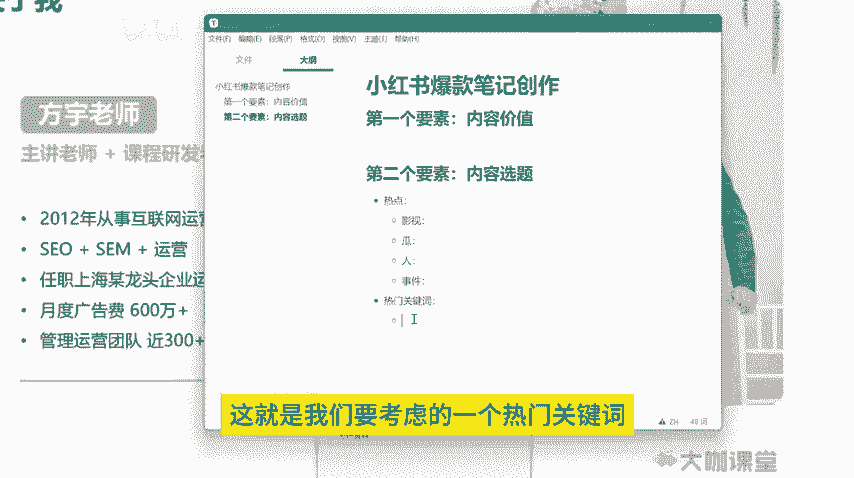 于我
方宇老师
主讲老师 + 课程研发
2012年从事互联网运营
SEO + SEM + 运营
任职上海某龙头企业运
月度广告费 600万+
管理运营团队 近300+
文件(F) 编辑(E) 段落(P) 格式(O) 视图(V) 主题(T) 帮助(H)
文件 大纲
小红书爆款笔记创作
第一个要素：内容价值
第二个要素：内容选题
小红书爆款笔记创作
第一个要素：内容价值
第二个要素：内容选题
热点：
影视：
瓜：
人：
事件：
热门关键词：
ZH 48 词
这就是我们要考虑的一个热门关键词
大咖课堂